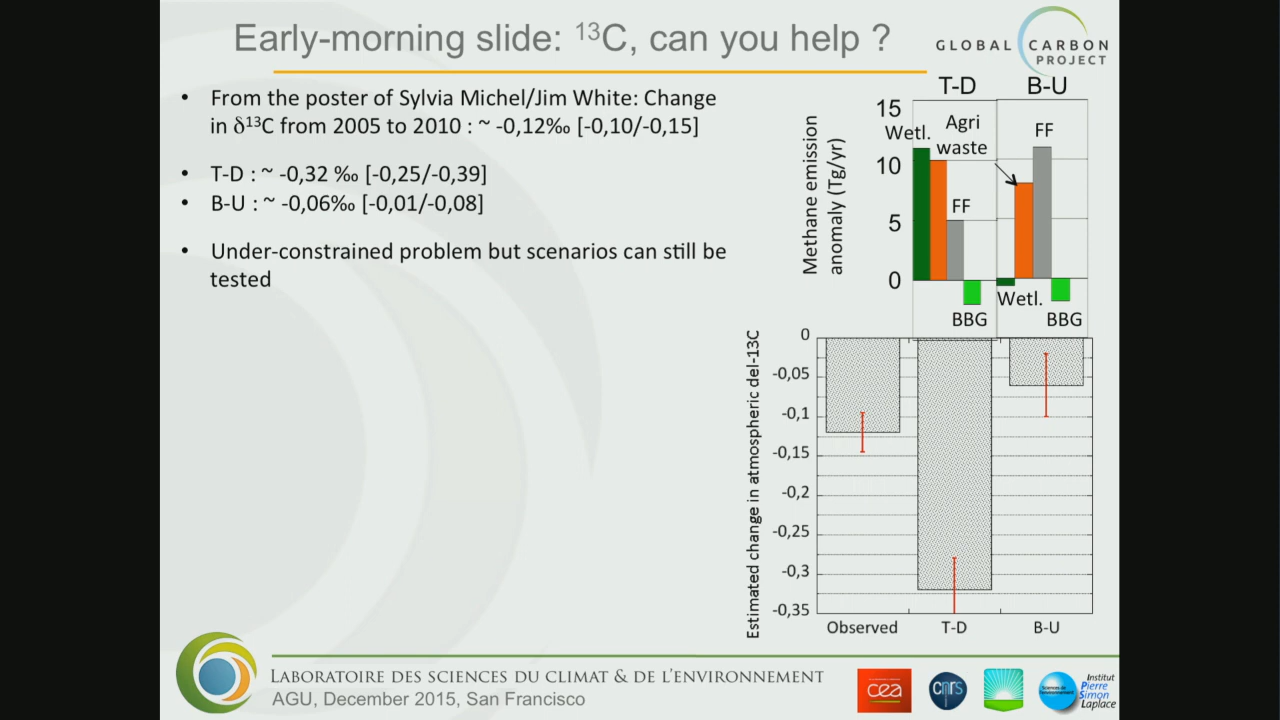 Early-morning slide: ¹³C, can you help ?
GLOBAL CARBON
PROJECT
• From the poster of Sylvia Michel/Jim White: Change
in δ¹³C from 2005 to 2010 : ~ -0,12‰ [-0,10/-0,15]
• T-D : ~ -0,32 ‰ [-0,25/-0,39]
• B-U : ~ -0,06‰ [-0,01/-0,08]
• Under-constrained problem but scenarios can still be
tested
T-D B-U
Methane emission
anomaly (Tg/yr)
15
10
5
0
Wetl.
Agri
waste
FF
FF
BBG
Wetl.
BBG
Estimated change in atmospheric del-13C
0
-0,05
-0,1
-0,15
-0,2
-0,25
-0,3
-0,35
Observed T-D B-U
LABORATOIRE DES SCIENCES DU CLIMAT & DE L'ENVIRONNEMENT
AGU, December 2015, San Francisco
cea
cnrs
Institut
Pierre
Simon
Laplace